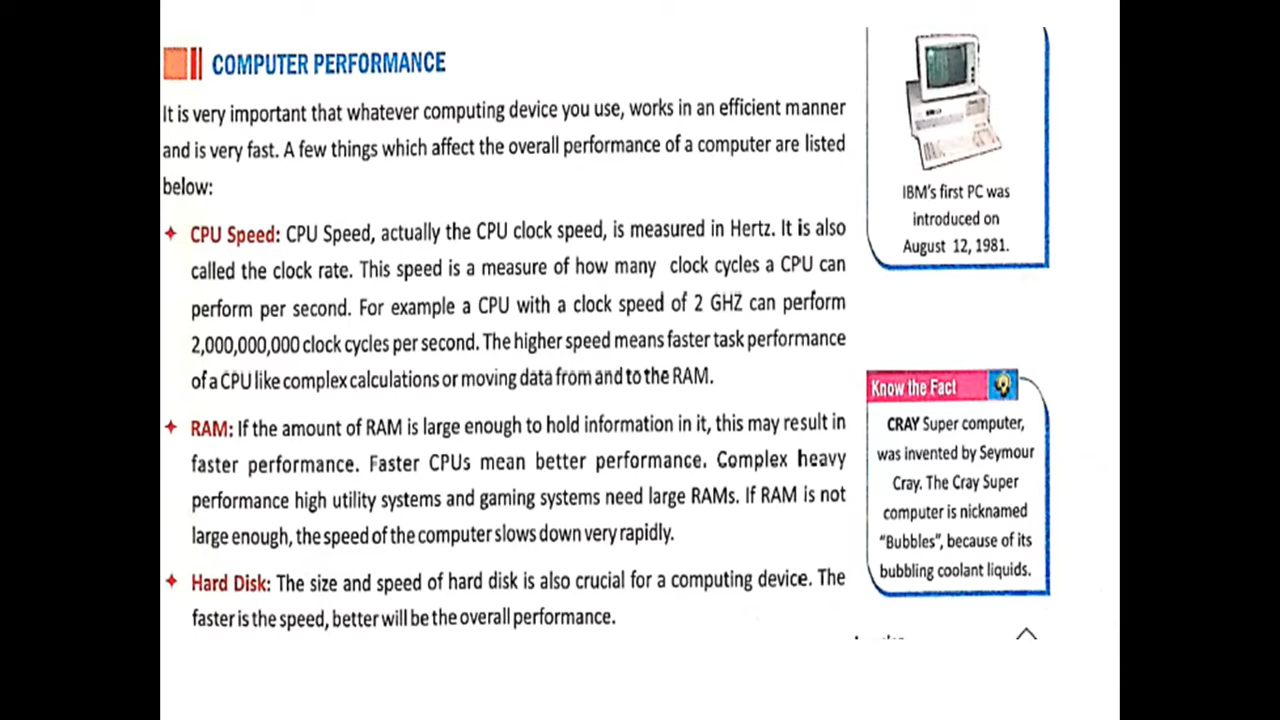 COMPUTER PERFORMANCE
It is very important that whatever computing device you use, works in an efficient manner
and is very fast. A few things which affect the overall performance of a computer are listed
below:
CPU Speed: CPU Speed, actually the CPU clock speed, is measured in Hertz. It is also
called the clock rate. This speed is a measure of how many clock cycles a CPU can
perform per second. For example a CPU with a clock speed of 2 GHZ can perform
2,000,000,000 clock cycles per second. The higher speed means faster task performance
of a CPU like complex calculations or moving data from and to the RAM.
RAM: If the amount of RAM is large enough to hold information in it, this may result in
faster performance. Faster CPUs mean better performance. Complex heavy
performance high utility systems and gaming systems need large RAMs. If RAM is not
large enough, the speed of the computer slows down very rapidly.
Hard Disk: The size and speed of hard disk is also crucial for a computing device. The
faster is the speed, better will be the overall performance.
IBM's first PC was
introduced on
August 12, 1981.
Know the Fact
CRAY Super computer,
was invented by Seymour
Cray. The Cray Super
computer is nicknamed
"Bubbles", because of its
bubbling coolant liquids.